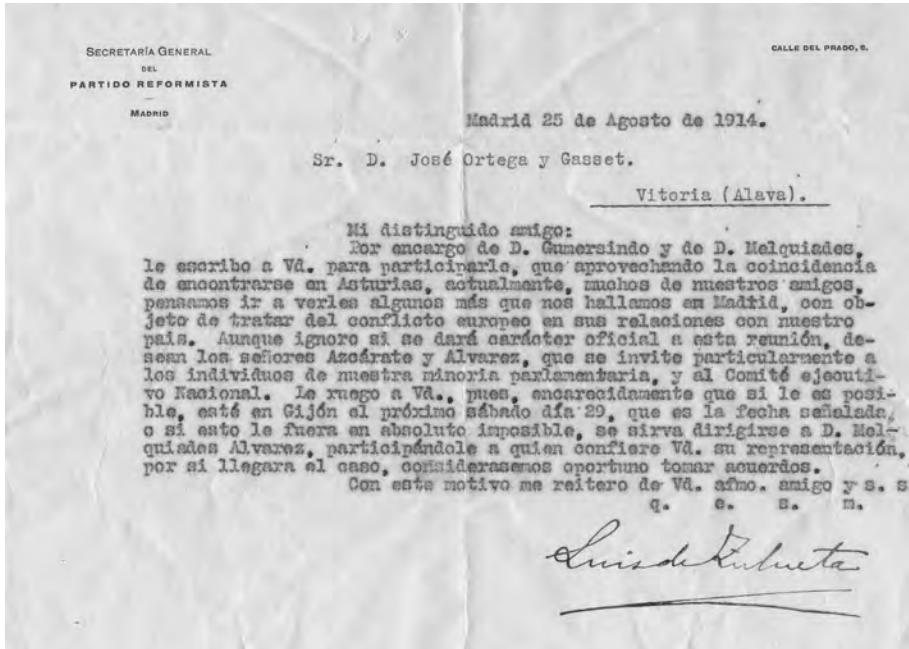 SECRETARÍA GENERAL
DEL
PARTIDO REFORMISTA
MADRID
CALLE DEL PRADO, 6.
Madrid 25 de Agosto de 1914.
Sr. D. José Ortega y Gasset.
Vitoria (Alava).
Mi distinguido amigo:
Por encargo de D. Gumersindo y de D. Melquiades,
le escribo a Vd. para participarle, que aprovechando la coincidencia
de encontrarse en Asturias, actualmente, muchos de nuestros amigos,
pensamos ir a verles algunos más que nos hallamos en Madtid, con ob-
jeto de tratar del conflicto europeo en sus relaciones con nuestro
pais. Aunque ignoro si se dará carácter oficial a esta reunión, de-
sean los señores Azcárate y Alvarez, que se invite particularmente a
los individuos de nuestra minoria parlamentaria, y al Comité ejecuti-
vo Nacional. Le ruego a Vd., pues, encarecidamente que si le es posi-
ble, esté en Gijón el próximo sábado día 29, que es la fecha señalada,
o si esto le fuera en absoluto imposible, se sirva dirigirse a D. Mel-
quiades Alvarez, participándole a quien confiere Vd. su representación,
por si llegara el caso, considerasemos oportuno tomar acuerdos.
Con este motivo me reitero de Vd. afmo. amigo y s. s
q. e. s. m.
Luis de Zulueta